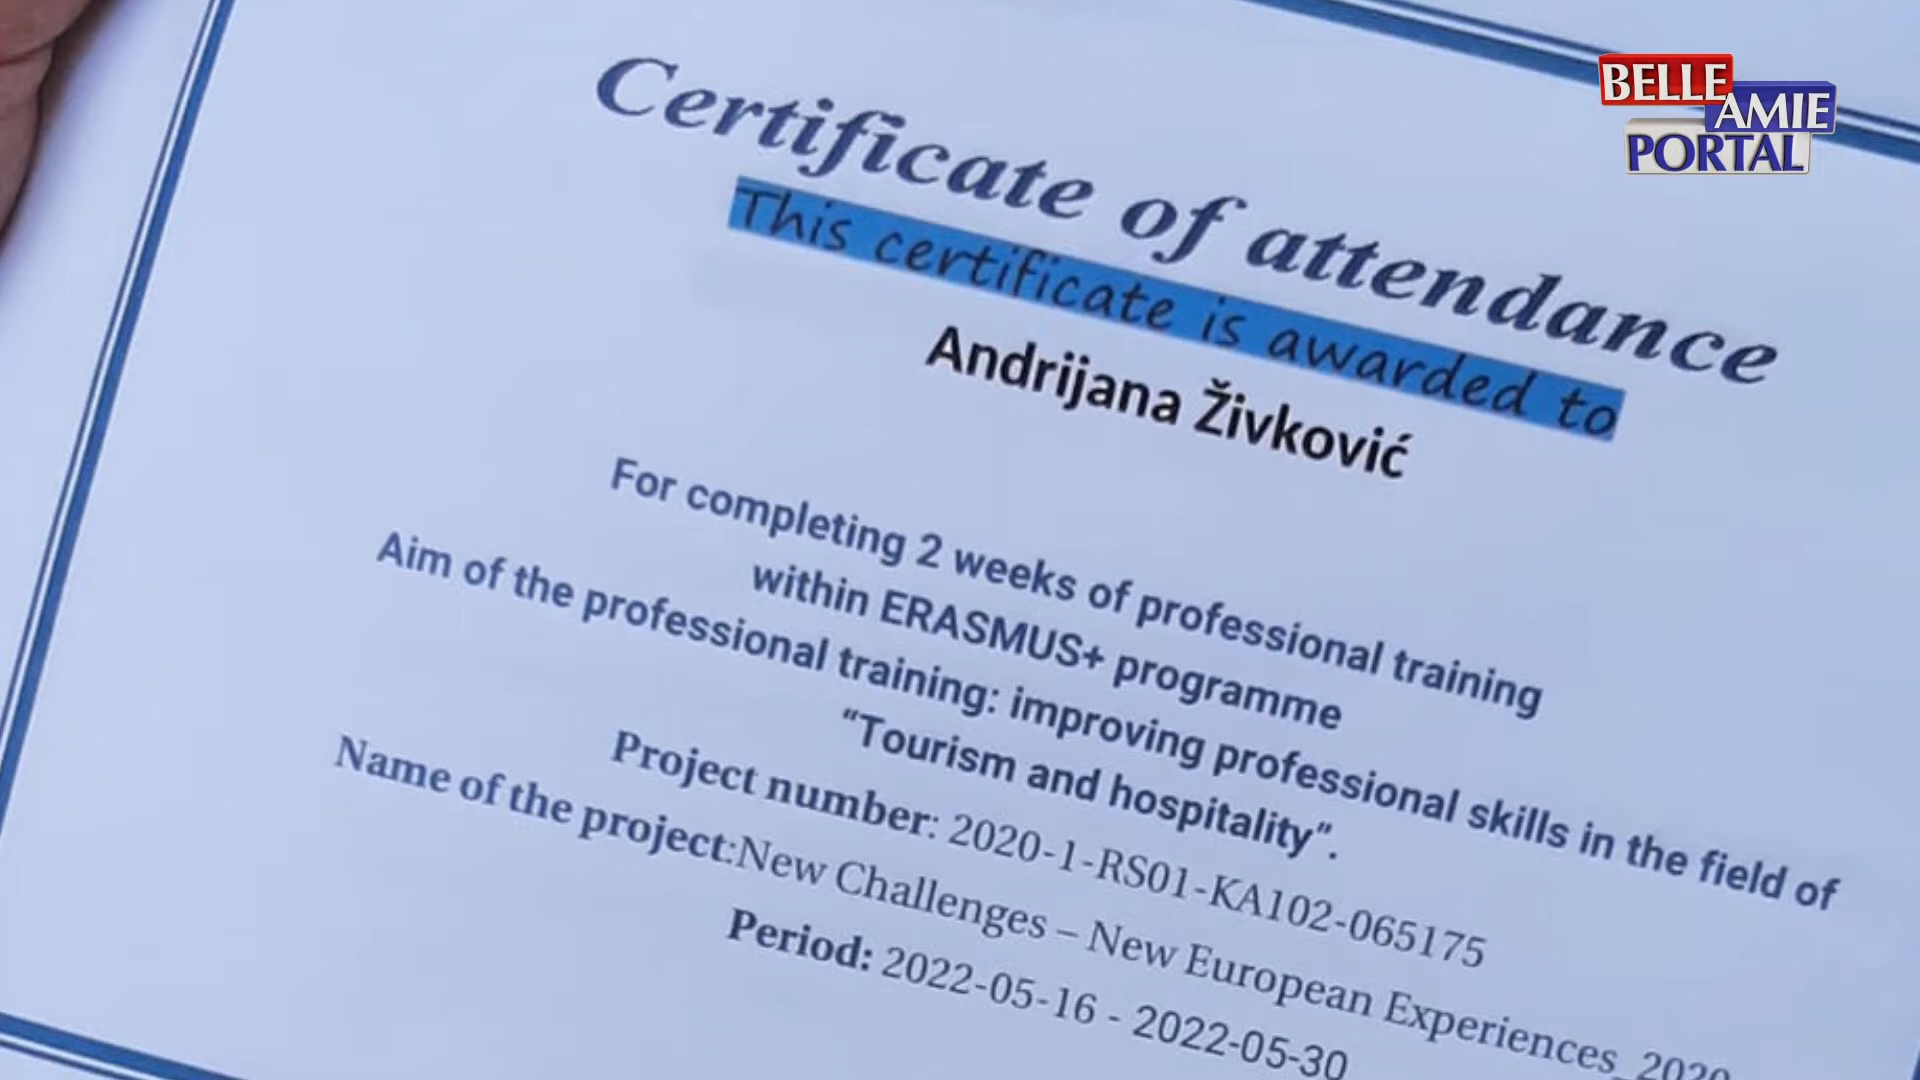 BELLE
AMIE
PORTAL
Certificate of attendance
This certificate is awarded to
Andrijana Živković
For completing 2 weeks of professional training
within ERASMUS+ programme
Aim of the professional training: improving professional skills in the field of
“Tourism and hospitality”.
Project number: 2020-1-RS01-KA102-065175
Name of the project:New Challenges – New European Experiences_2020
Period: 2022-05-16 - 2022-05-30